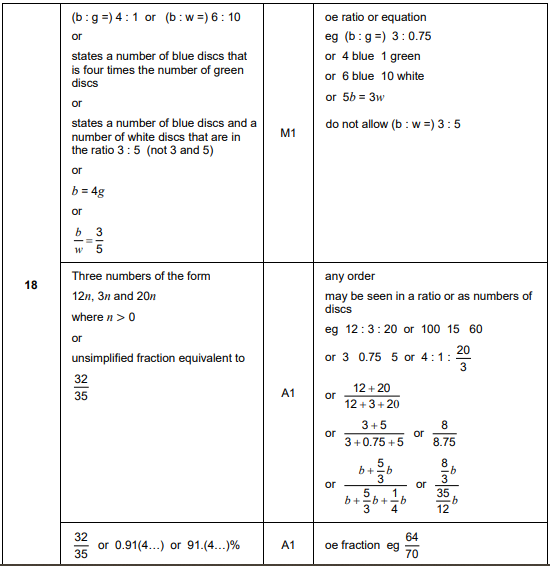 (b : g =) 4 : 1 or (b : w =) 6 : 10
or
states a number of blue discs that
is four times the number of green
discs
or
states a number of blue discs and a
number of white discs that are in
the ratio 3 : 5 (not 3 and 5)
or
b = 4g
or
b/w = 3/5
M1
oe ratio or equation
eg (b : g =) 3 : 0.75
or 4 blue 1 green
or 6 blue 10 white
or 5b = 3w
do not allow (b : w =) 3 : 5
18
Three numbers of the form
12n, 3n and 20n
where n > 0
or
unsimplified fraction equivalent to
32/35
A1
any order
may be seen in a ratio or as numbers of
discs
eg 12 : 3 : 20 or 100 15 60
or 3 0.75 5 or 4 : 1 : 20/3
or (12 + 20)/(12 + 3 + 20)
or (3 + 5)/(3 + 0.75 + 5) or 8/8.75
or (b + 5/3 b)/(b + 5/3 b + 1/4 b) or (8/3 b)/(35/12 b)
32/35 or 0.91(4...) or 91.(4...)%
A1
oe fraction eg 64/70